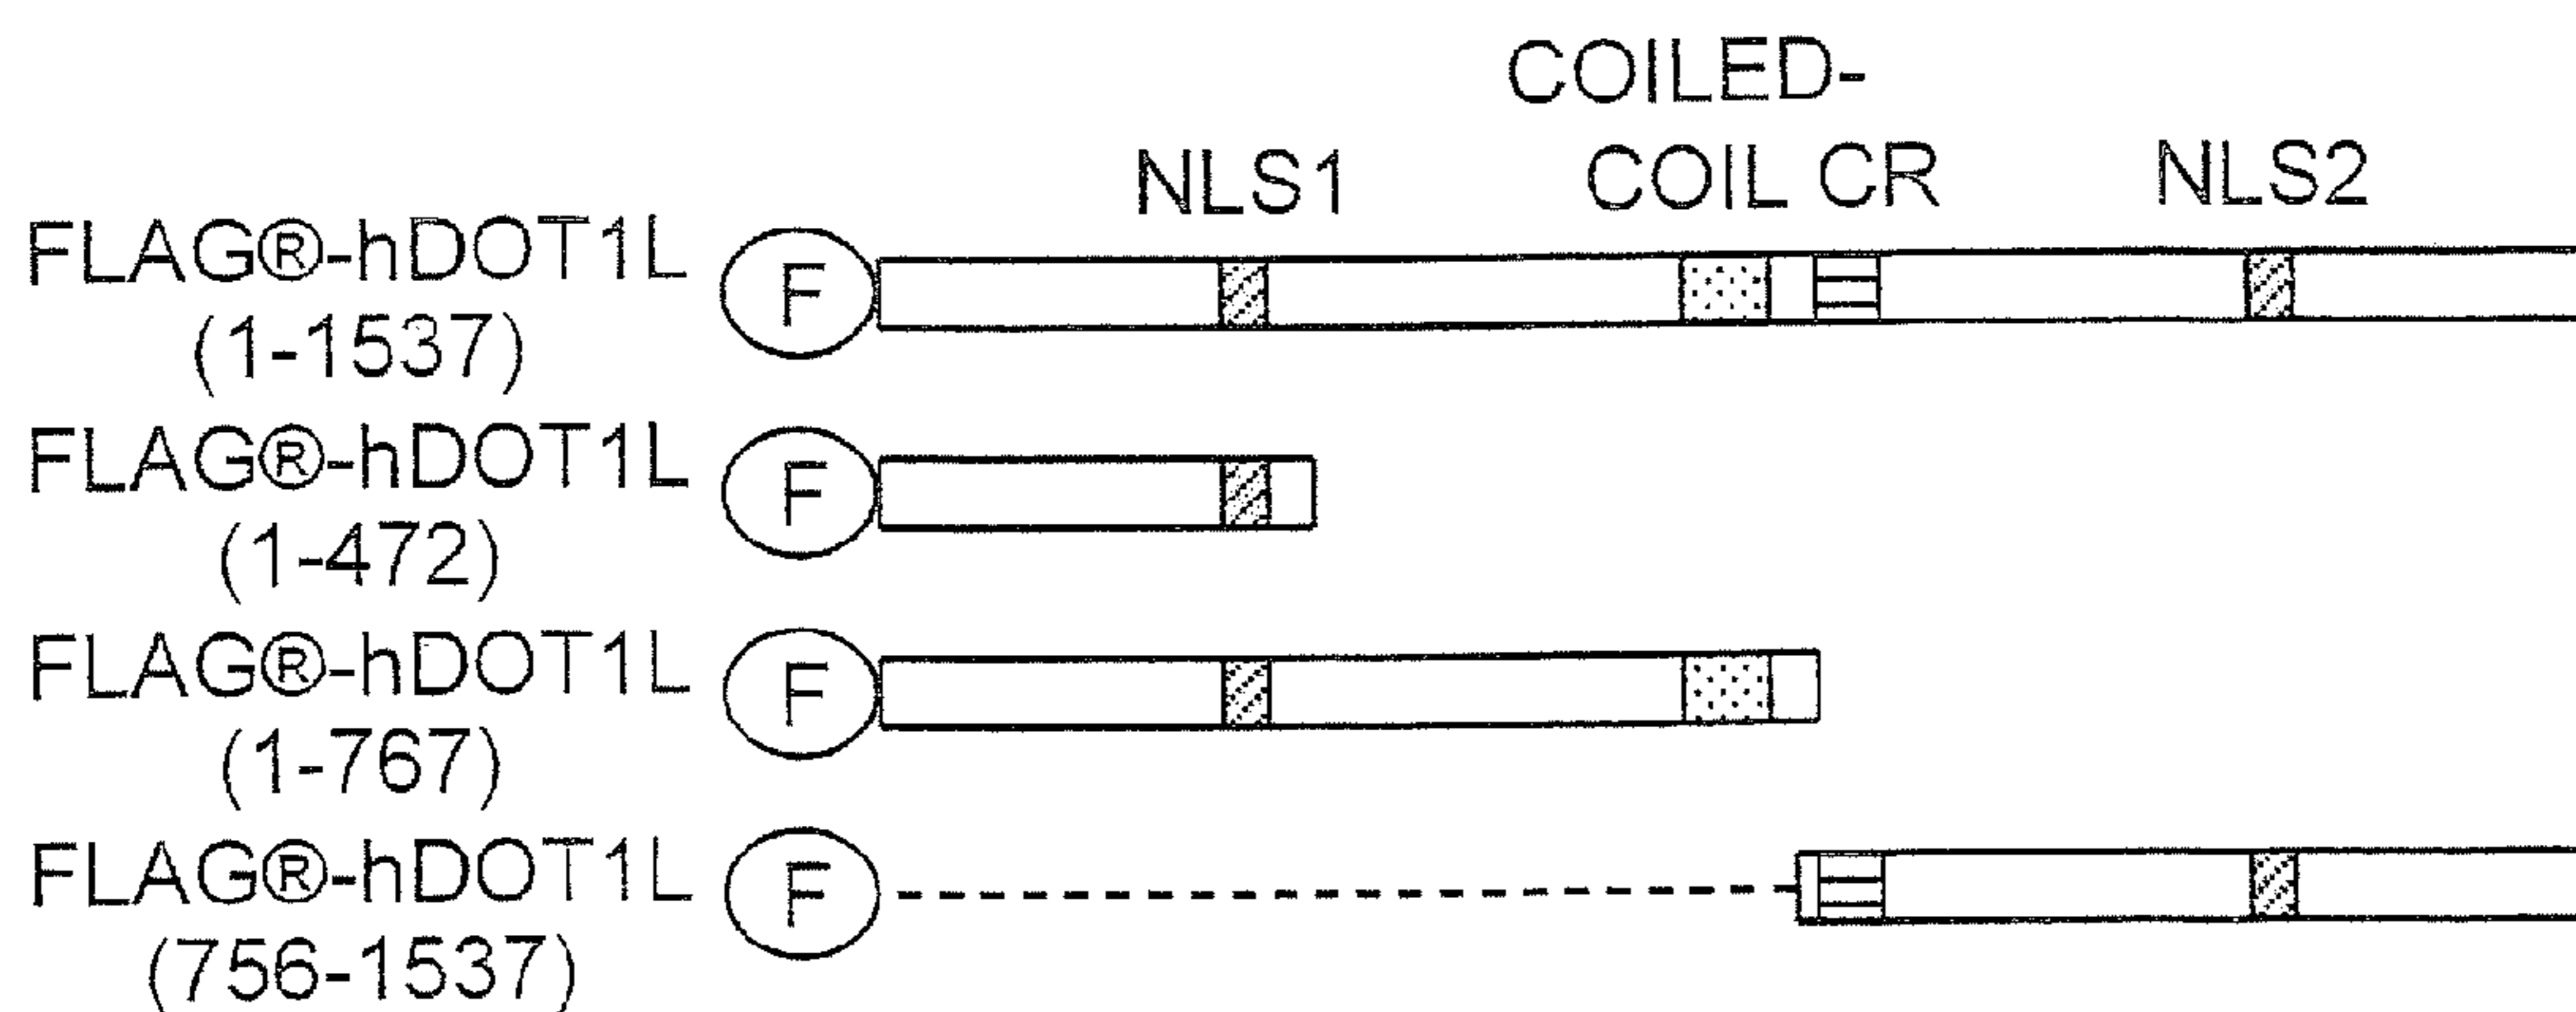 COILED-
NLS1 COIL CR NLS2
FLAG®-hDOT1L F
(1-1537)
FLAG®-hDOT1L F
(1-472)
FLAG®-hDOT1L F
(1-767)
FLAG®-hDOT1L F
(756-1537)